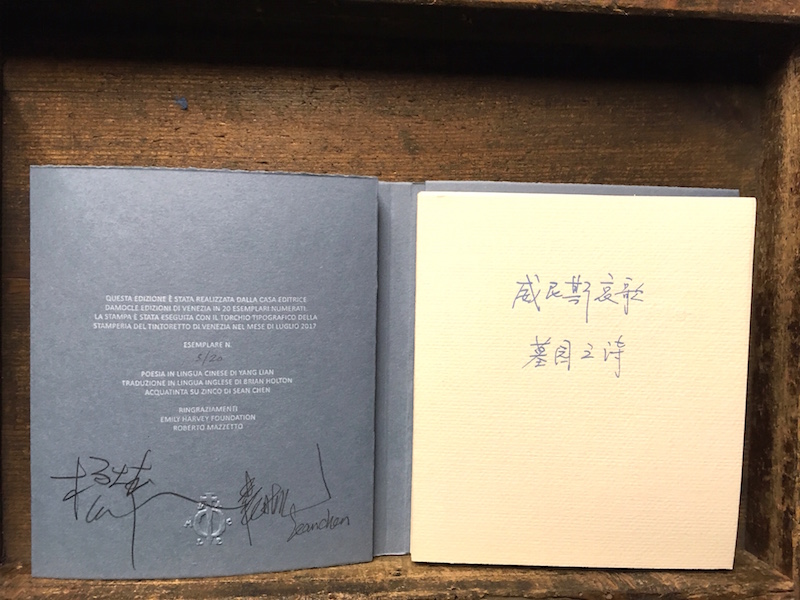 QUESTA EDIZIONE È STATA REALIZZATA DALLA CASA EDITRICE
DAMOCLE EDIZIONI DI VENEZIA IN 20 ESEMPLARI NUMERATI.
LA STAMPA È STATA ESEGUITA CON IL TORCHIO TIPOGRAFICO DELLA
STAMPERIA DEL TINTORETTO DI VENEZIA NEL MESE DI LUGLIO 2017
ESEMPLARE N.
5/20
POESIA IN LINGUA CINESE DI YANG LIAN
TRADUZIONE IN LINGUA INGLESE DI BRIAN HOLTON
ACQUATINTA SU ZINCO DI SEAN CHEN
RINGRAZIAMENTI
EMILY HARVEY FOUNDATION
ROBERTO MAZZETTO
Seanchen
威尼斯哀歌
墓园之诗